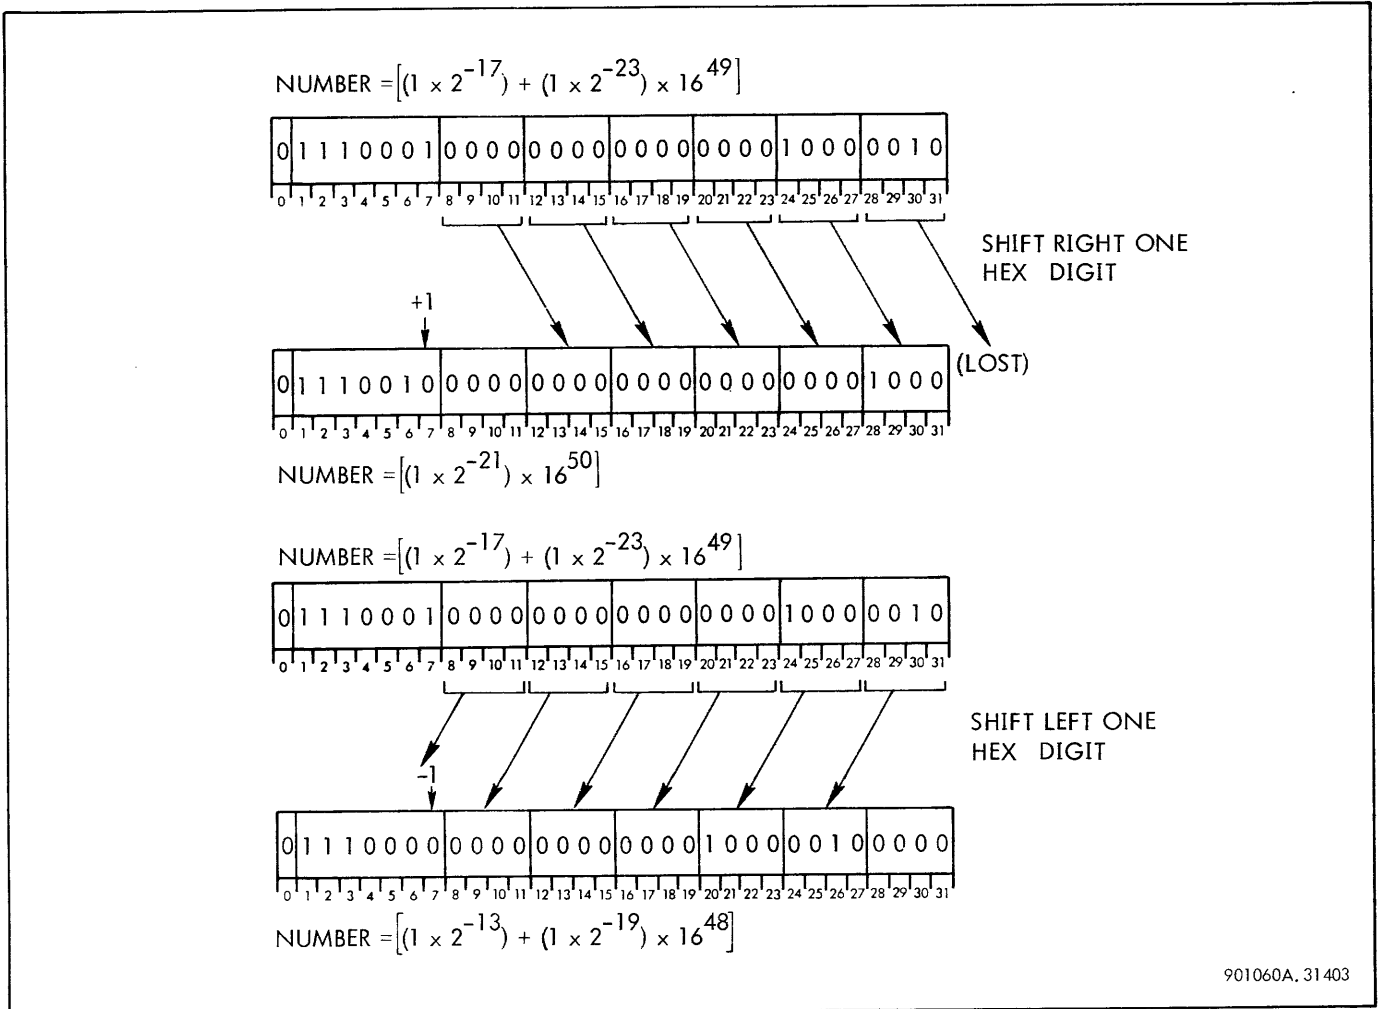 NUMBER = [(1 × 2^-17) + (1 × 2^-23) × 16^49]
0 1 1 1 0 0 0 1 0 0 0 0 0 0 0 0 0 0 0 0 0 0 0 0 1 0 0 0 0 0 1 0
0 1 2 3 4 5 6 7 8 9 10 11 12 13 14 15 16 17 18 19 20 21 22 23 24 25 26 27 28 29 30 31
SHIFT RIGHT ONE
HEX DIGIT
+1
0 1 1 1 0 0 1 0 0 0 0 0 0 0 0 0 0 0 0 0 0 0 0 0 0 0 0 0 1 0 0 0
(LOST)
0 1 2 3 4 5 6 7 8 9 10 11 12 13 14 15 16 17 18 19 20 21 22 23 24 25 26 27 28 29 30 31
NUMBER = [(1 × 2^-21) × 16^50]
NUMBER = [(1 × 2^-17) + (1 × 2^-23) × 16^49]
0 1 1 1 0 0 0 1 0 0 0 0 0 0 0 0 0 0 0 0 0 0 0 0 1 0 0 0 0 0 1 0
0 1 2 3 4 5 6 7 8 9 10 11 12 13 14 15 16 17 18 19 20 21 22 23 24 25 26 27 28 29 30 31
SHIFT LEFT ONE
HEX DIGIT
-1
0 1 1 1 0 0 0 0 0 0 0 0 0 0 0 0 0 0 0 0 1 0 0 0 0 0 1 0 0 0 0 0
0 1 2 3 4 5 6 7 8 9 10 11 12 13 14 15 16 17 18 19 20 21 22 23 24 25 26 27 28 29 30 31
NUMBER = [(1 × 2^-13) + (1 × 2^-19) × 16^48]
901060A. 31403